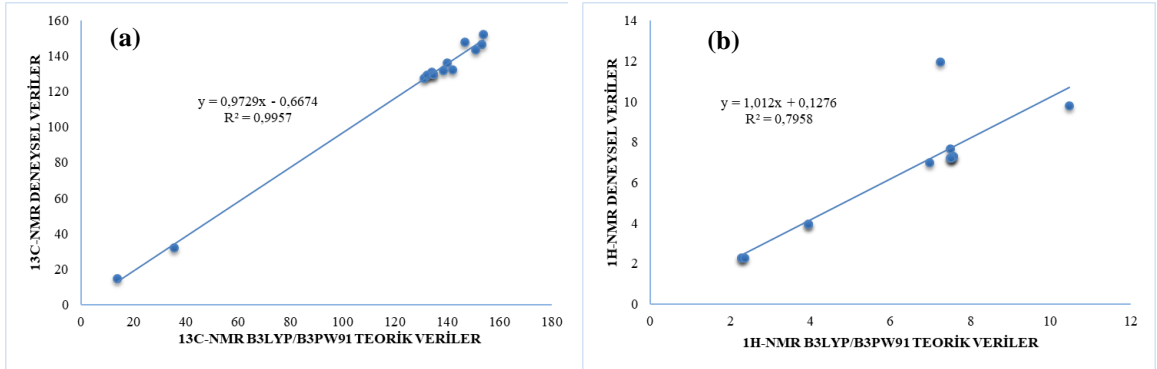 (a)
160
140
120
100
80
60
40
20
0
13C-NMR DENEYSEL VERİLER
y = 0,9729x - 0,6674
R² = 0,9957
0 20 40 60 80 100 120 140 160 180
13C-NMR B3LYP/B3PW91 TEORİK VERİLER
(b)
14
12
10
8
6
4
2
0
1H-NMR DENEYSEL VERİLER
y = 1,012x + 0,1276
R² = 0,7958
0 2 4 6 8 10 12
1H-NMR B3LYP/B3PW91 TEORİK VERİLER